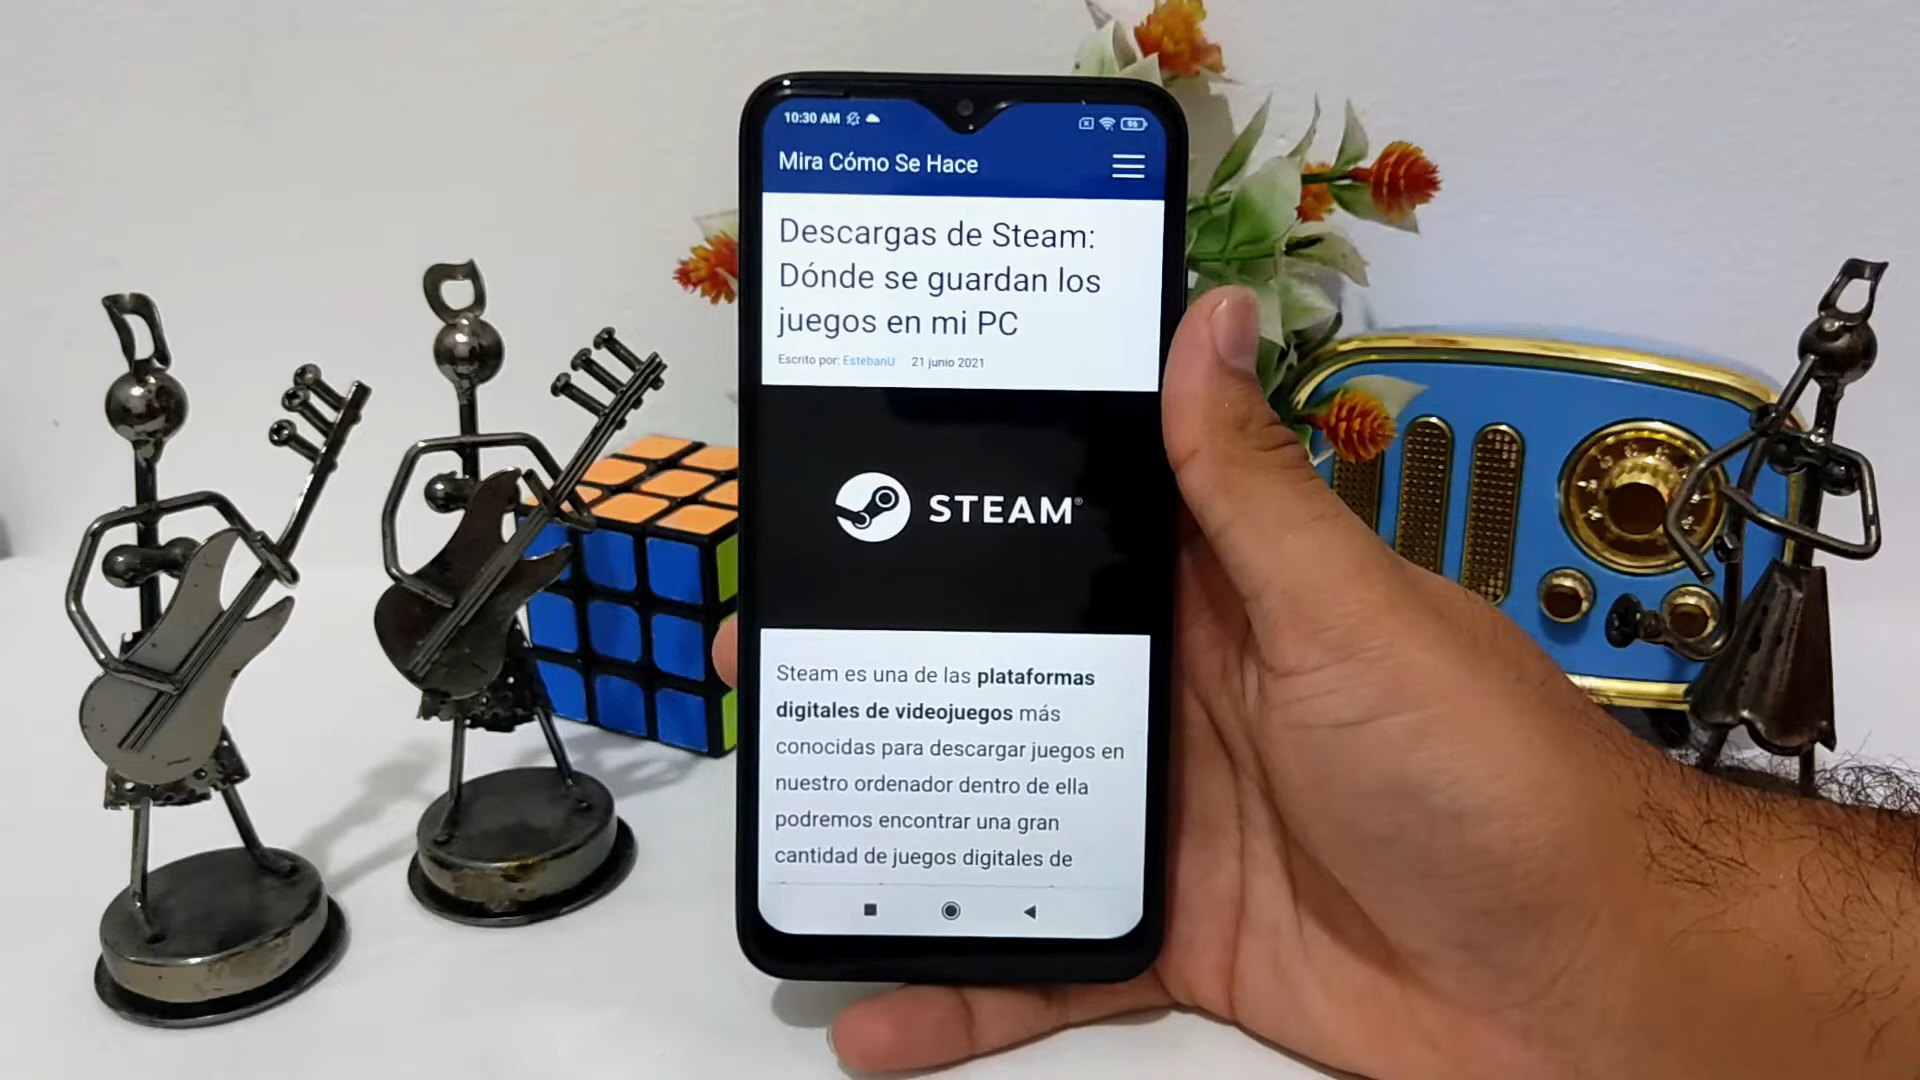 10:30 AM
96
Mira Cómo Se Hace
Descargas de Steam:
Dónde se guardan los
juegos en mi PC
Escrito por: EstebanU 21 junio 2021
STEAM®
Steam es una de las plataformas
digitales de videojuegos más
conocidas para descargar juegos en
nuestro ordenador dentro de ella
podremos encontrar una gran
cantidad de juegos digitales de